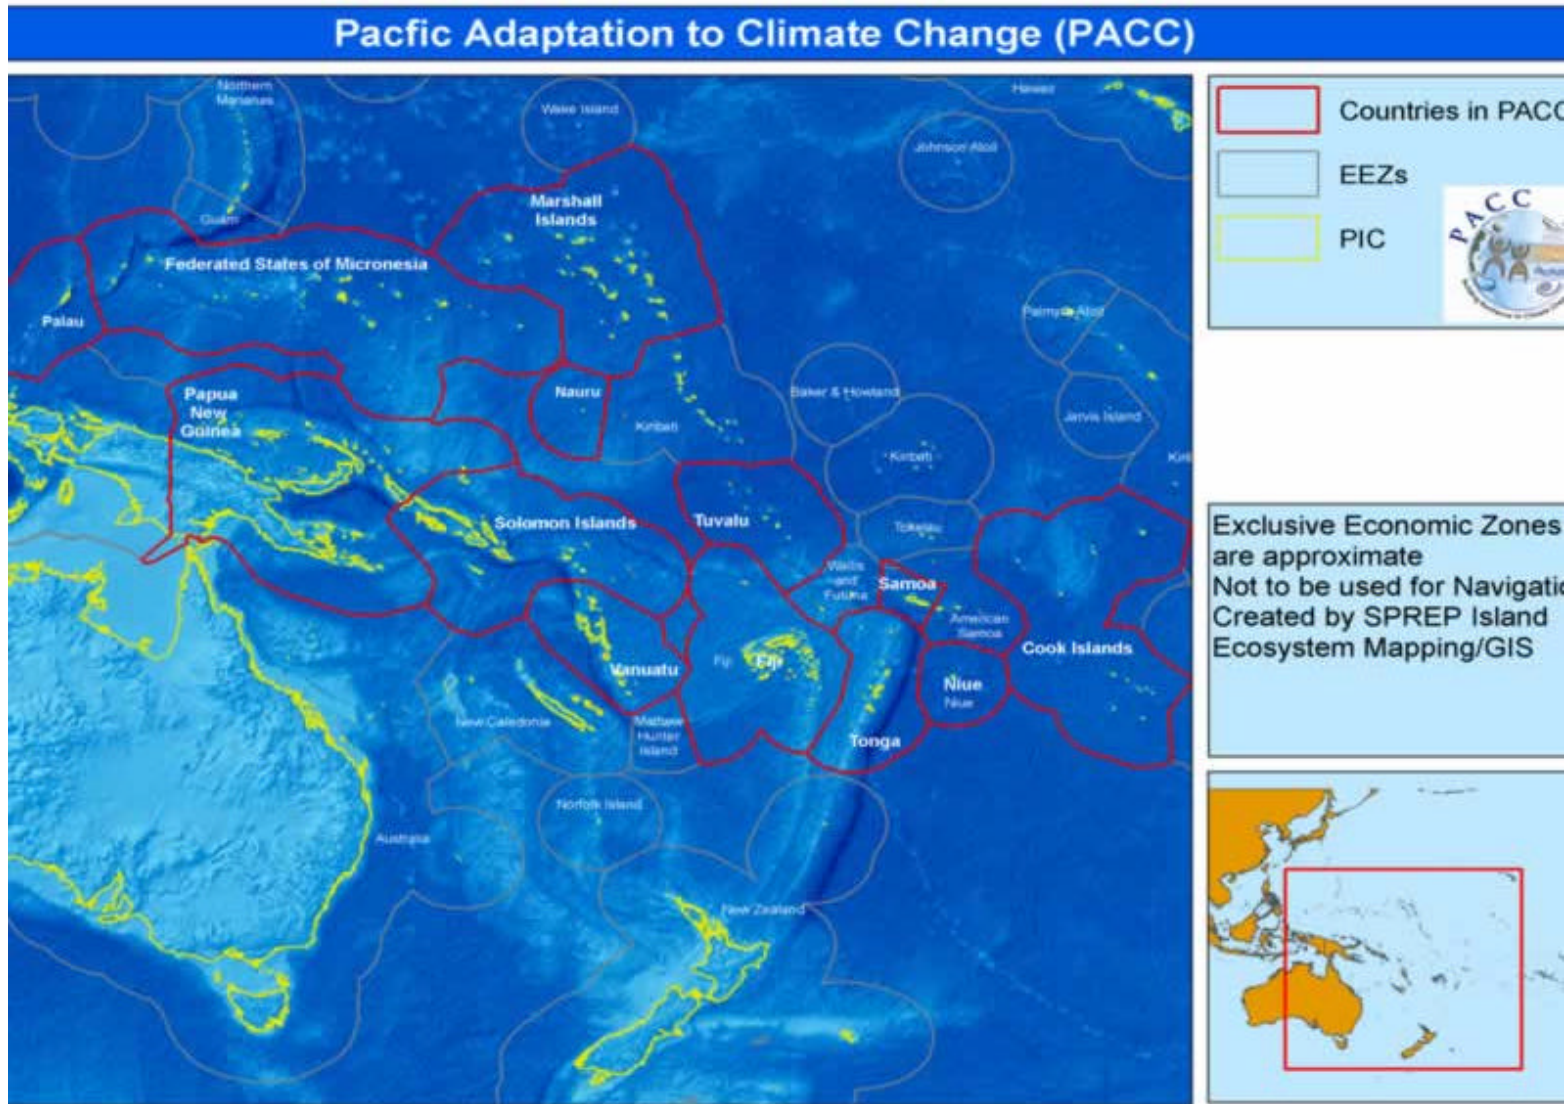 Pacfic Adaptation to Climate Change (PACC)
Northern
Marianas
Wake Island
Hawaii
Johnson Atoll
Guam
Marshall
Islands
Federated States of Micronesia
Palau
Palmyra Atoll
Papua
New
Guinea
Nauru
Kiribati
Baker & Howland
Jarvis Island
Kiribati
Kiri
Solomon Islands
Tuvalu
Tokelau
Wallis
and
Futuna
Samoa
American
Samoa
Cook Islands
Vanuatu
Fiji
Fiji
Niue
Niue
New Caledonia
Mattew
Hunter
Island
Tonga
Norfolk Island
Australia
New Zealand
Countries in PACC
EEZs
PIC
PACC
Exclusive Economic Zones
are approximate
Not to be used for Navigatio
Created by SPREP Island
Ecosystem Mapping/GIS